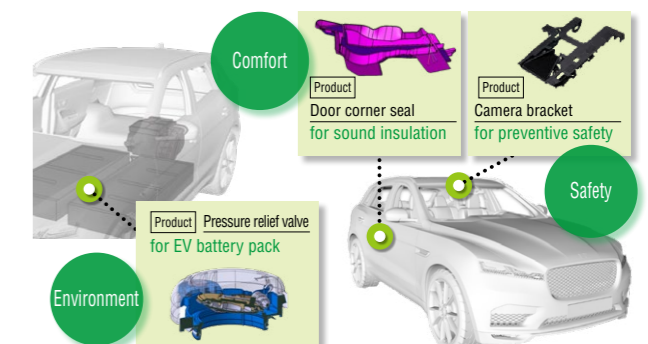 Comfort
Product
Door corner seal
for sound insulation
Product
Camera bracket
for preventive safety
Safety
Product Pressure relief valve
for EV battery pack
Environment